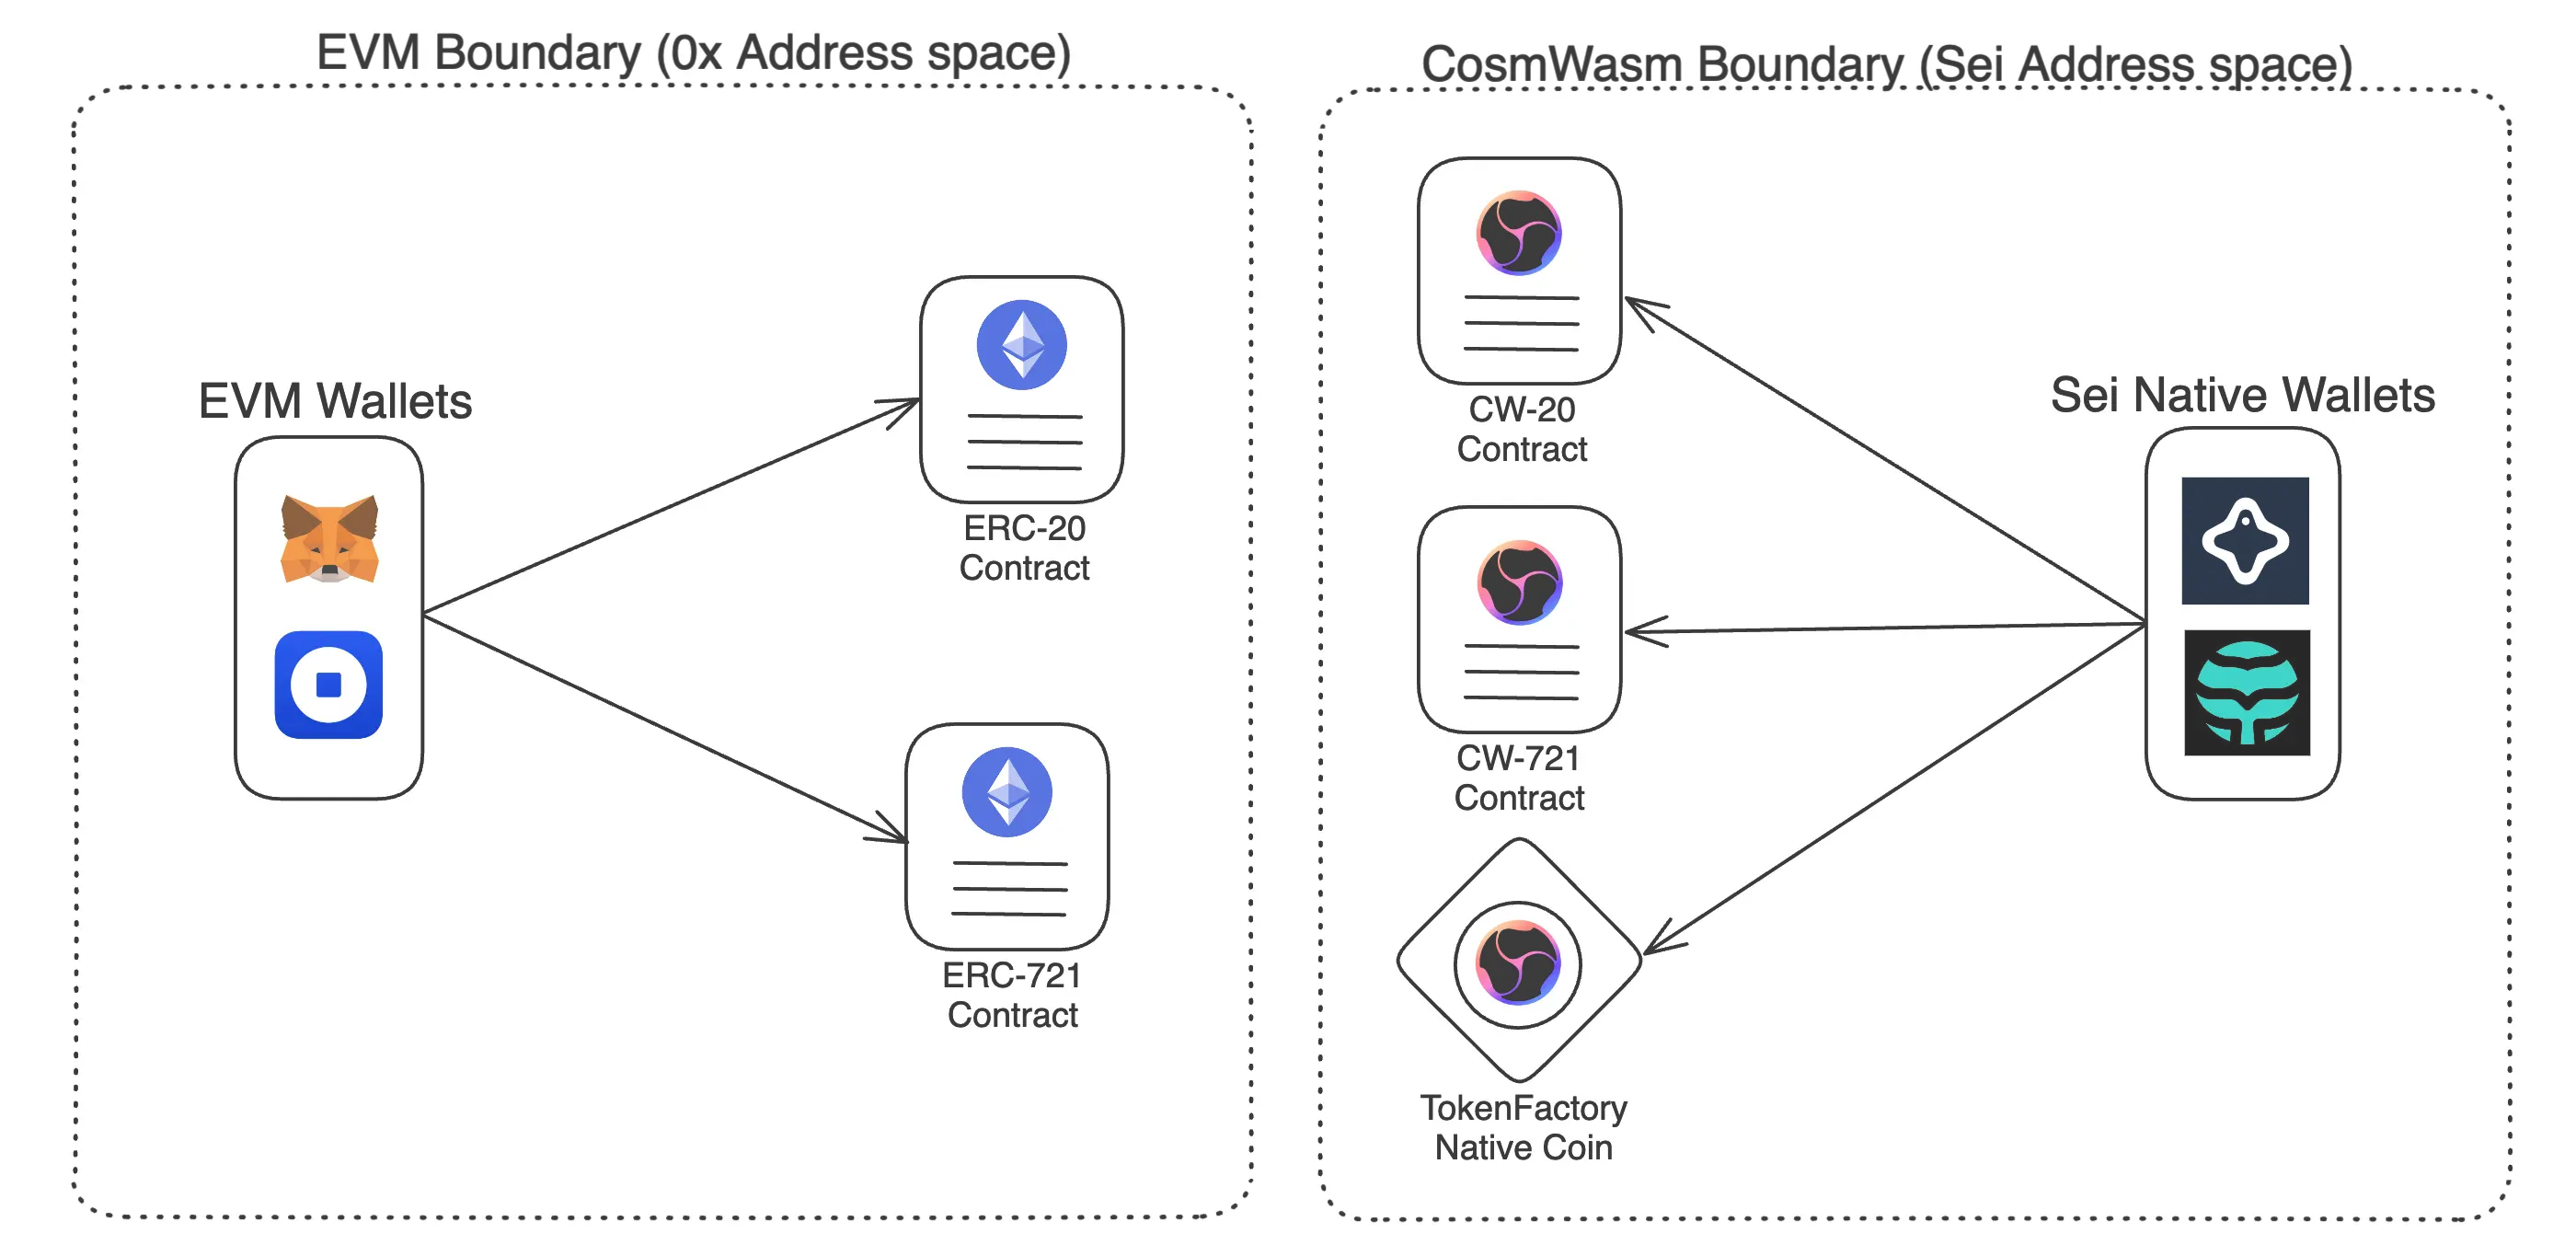 EVM Boundary (0x Address space)
EVM Wallets
ERC-20
Contract
ERC-721
Contract
CosmWasm Boundary (Sei Address space)
CW-20
Contract
CW-721
Contract
TokenFactory
Native Coin
Sei Native Wallets